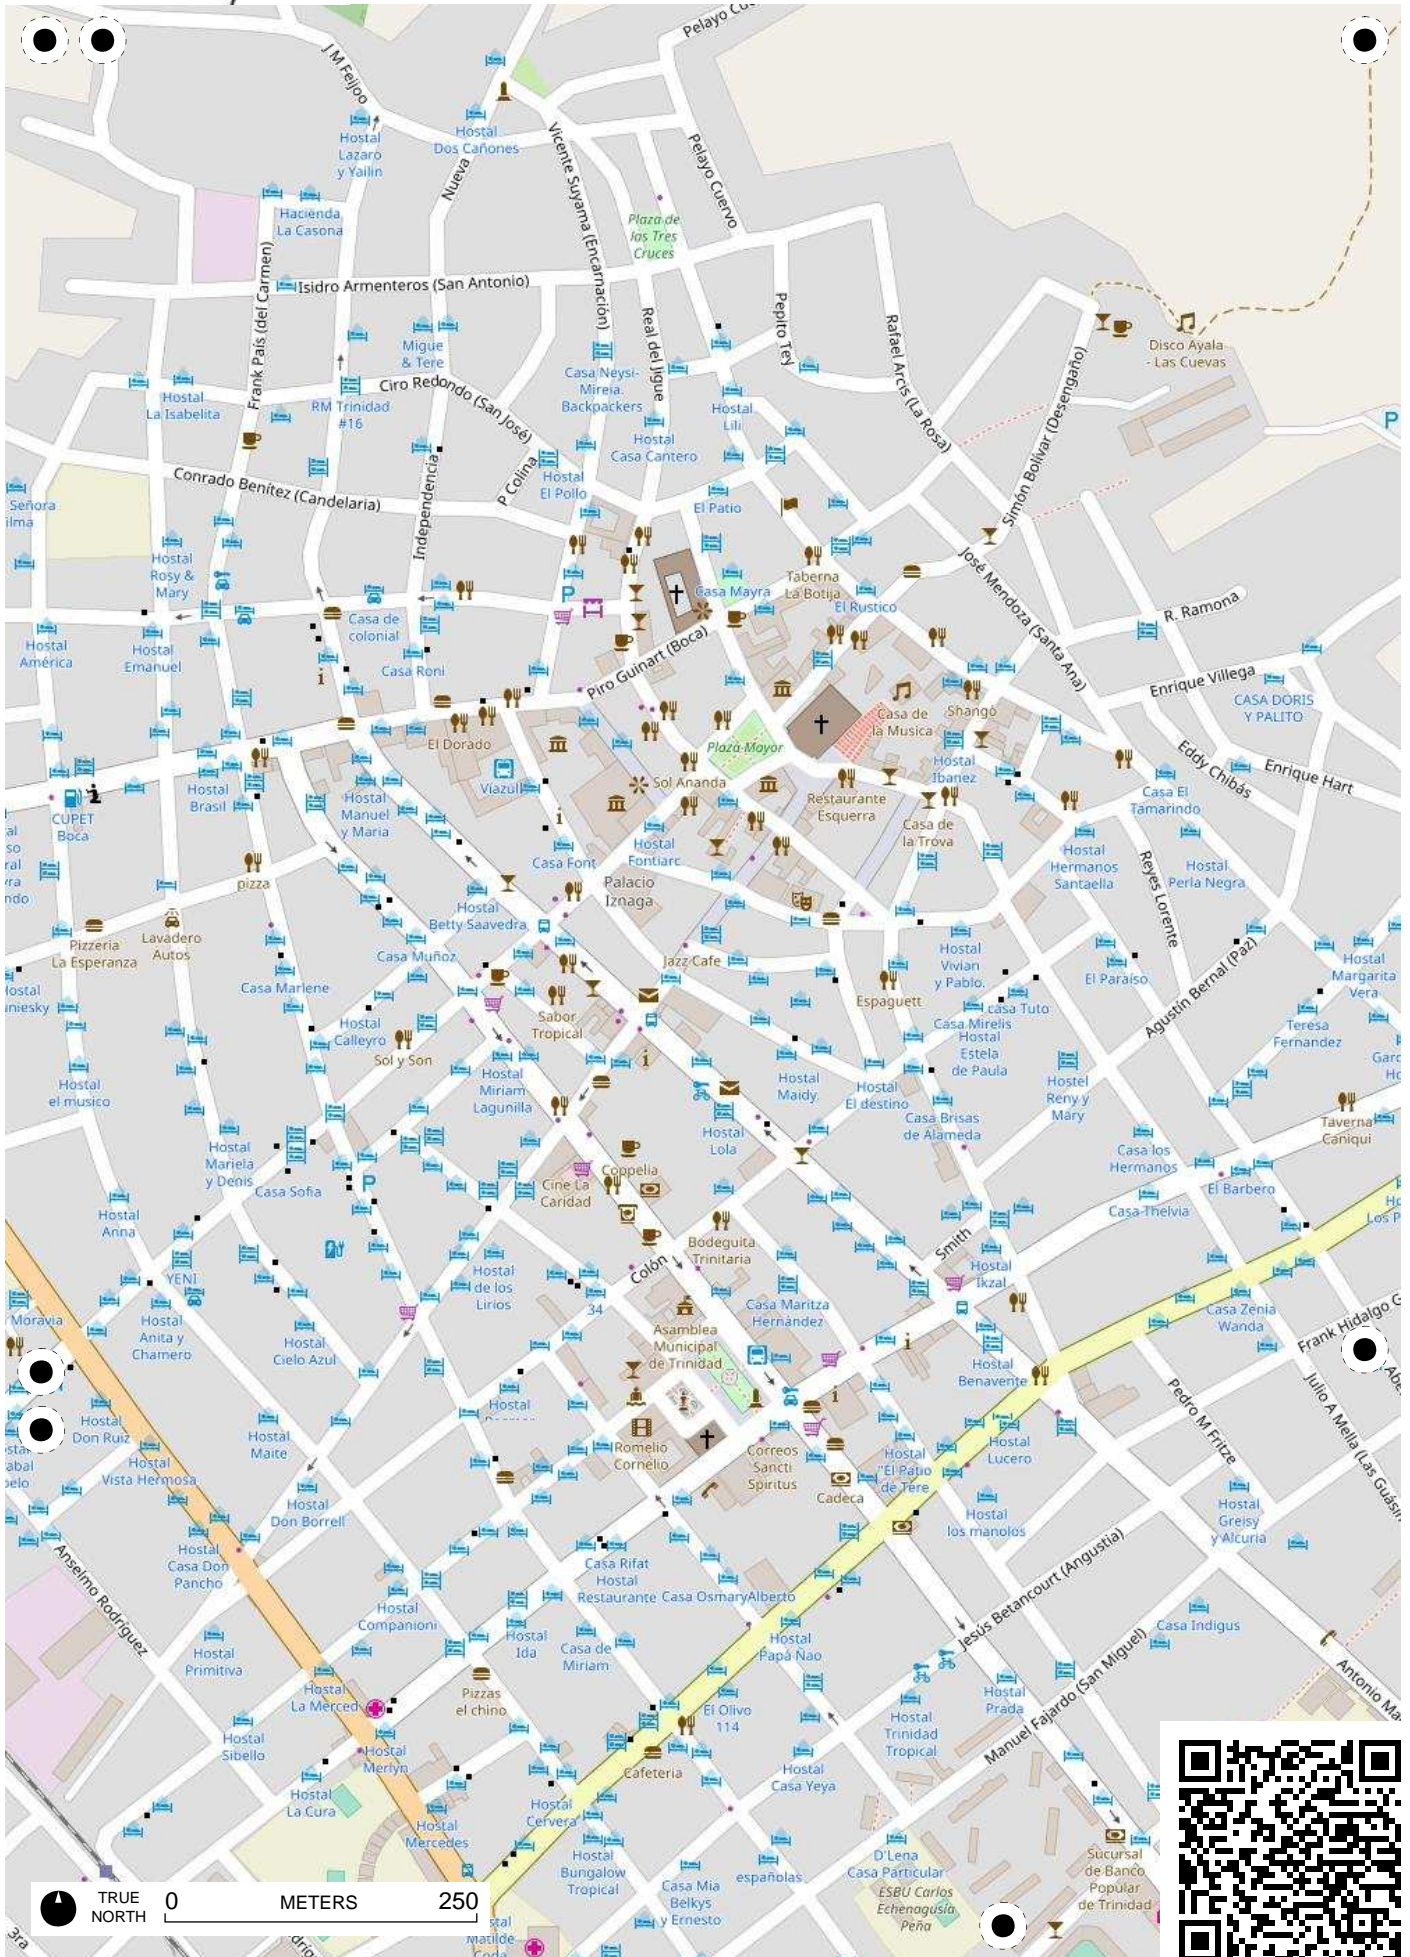 Pelayo Cu
J M Feijoo
Hostal
Lazaro
y Yailin
Hostal
Dos Cañones
Nueva
Vicente Suyama (Encarnación)
Pelayo Cuervo
Hacienda
La Casona
Plaza de
las Tres
Cruces
Frank País (del Carmen)
Isidro Armenteros (San Antonio)
Real del Jigue
Pepito Tey
Rafael Arcis (La Rosa)
Simón Bolívar (Desengaño)
Disco Ayala
- Las Cuevas
Migue
& Tere
Casa Neysi-
Mireia.
Backpackers
Ciro Redondo (San José)
Hostal
La Isabelita
RM Trinidad
#16
Hostal
Lili
Hostal
Casa Cantero
P
Conrado Benítez (Candelaria)
Independencia
P Colina
Hostal
El Pollo
El Patio
Señora
ilma
Hostal
Rosy &
Mary
Taberna
La Botija
José Mendoza (Santa Ana)
P
Casa Mayra
El Rustico
R. Ramona
Casa de
colonial
Hostal
América
Hostal
Emanuel
Casa Roni
Piro Guinart (Boca)
Enrique Villega
CASA DORIS
Y PALITO
Casa de
la Musica
Shangó
El Dorado
Plaza Mayor
Hostal
Ibanez
Eddy Chibás
Enrique Hart
Viazul
Sol Ananda
Hostal
Brasil
Hostal
Manuel
y Maria
CUPET
Boca
Restaurante
Esquerra
Casa El
Tamarindo
Casa de
la Trova
Casa Font
Hostal
Fontiarc
Hostal
Hermanos
Santaella
Reyes Lorente
Hostal
Perla Negra
pizza
Palacio
Iznaga
Hostal
Betty Saavedra
Pizzeria
La Esperanza
Lavadero
Autos
Casa Muñoz
Jazz Cafe
Hostal
Vivian
y Pablo.
El Paraíso
Agustín Bernal (Paz)
Hostal
Margarita
Vera
Casa Marlene
Espaguett
Hostal
Calleyro
Sabor
Tropical
casa Tuto
Casa Mirelis
Hostal
Estela
de Paula
Teresa
Fernandez
Sol y Son
Hostal
el musico
Hostal
Miriam
Lagunilla
Hostal
Maidy.
Hostal
El destino
Hostel
Reny y
Mary
Casa Brisas
de Alameda
Taverna
Caniqui
Hostal
Lola
Hostal
Mariela
y Denis
Casa los
Hermanos
Casa Sofia
P
Cine La
Caridad
Coppelia
El Barbero
Casa Thelvia
Hostal
Anna
Bodeguita
Trinitaria
Smith
Colón
Hostal
Ikzal
YENI
Hostal
de los
Lirios
Moravia
Hostal
Anita y
Chamero
34
Casa Maritza
Hernández
Casa Zenia
Wanda
Hostal
Cielo Azul
Asamblea
Municipal
de Trinidad
Frank Hidalgo G
Hostal
Benavente
Hostal
Don Ruiz
Hostal
Maite
Hostal
Pedro M Fritze
Julio A Mella (Las Guásim
Hostal
Vista Hermosa
Romelio
Cornelio
Correos
Sancti
Spiritus
Hostal
"El Patio
de Tere
Hostal
Lucero
Cadeca
Hostal
Don Borrell
Hostal
los manolos
Hostal
Greisy
y Alcuria
Anselmo Rodríguez
Hostal
Casa Don
Pancho
Casa Rifat
Hostal
Restaurante
Casa OsmaryAlberto
Jesús Betancourt (Angustia)
Hostal
Companioni
Hostal
Ida
Casa de
Miriam
Hostal
Papá Ñao
Casa Indigus
Hostal
Primitiva
Hostal
La Merced
Pizzas
el chino
El Olivo
114
Hostal
Prada
Manuel Fajardo (San Miguel)
Antonio Ma
Hostal
Sibello
Hostal
Merlyn
Hostal
Trinidad
Tropical
Cafeteria
Hostal
Casa Yeya
Hostal
La Cura
Hostal
Cervera
Hostal
Mercedes
Hostal
Bungalow
Tropical
españolas
D'Lena
Casa Particular
Sucursal
de Banco
Popular
de Trinidad
Casa Mia
Belkys
y Ernesto
ESBU Carlos
Echenagusía
Peña
TRUE
NORTH
0 METERS 250
3ra
Matilde